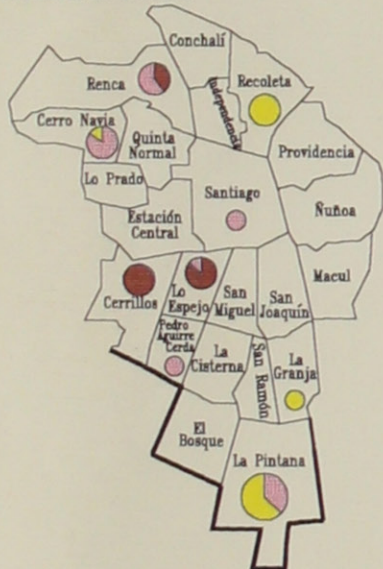 Conchalí
Renca
Recoleta
Independencia
Cerro Navia
Quinta
Normal
Providencia
Lo Prado
Santiago
Ñuñoa
Estación
Central
Macul
Cerrillos
Lo
Espejo
San
Miguel
San
Joaquín
Pedro
Aguirre
Cerda
La
Cisterna
San Ramón
La
Granja
El
Bosque
La Pintana